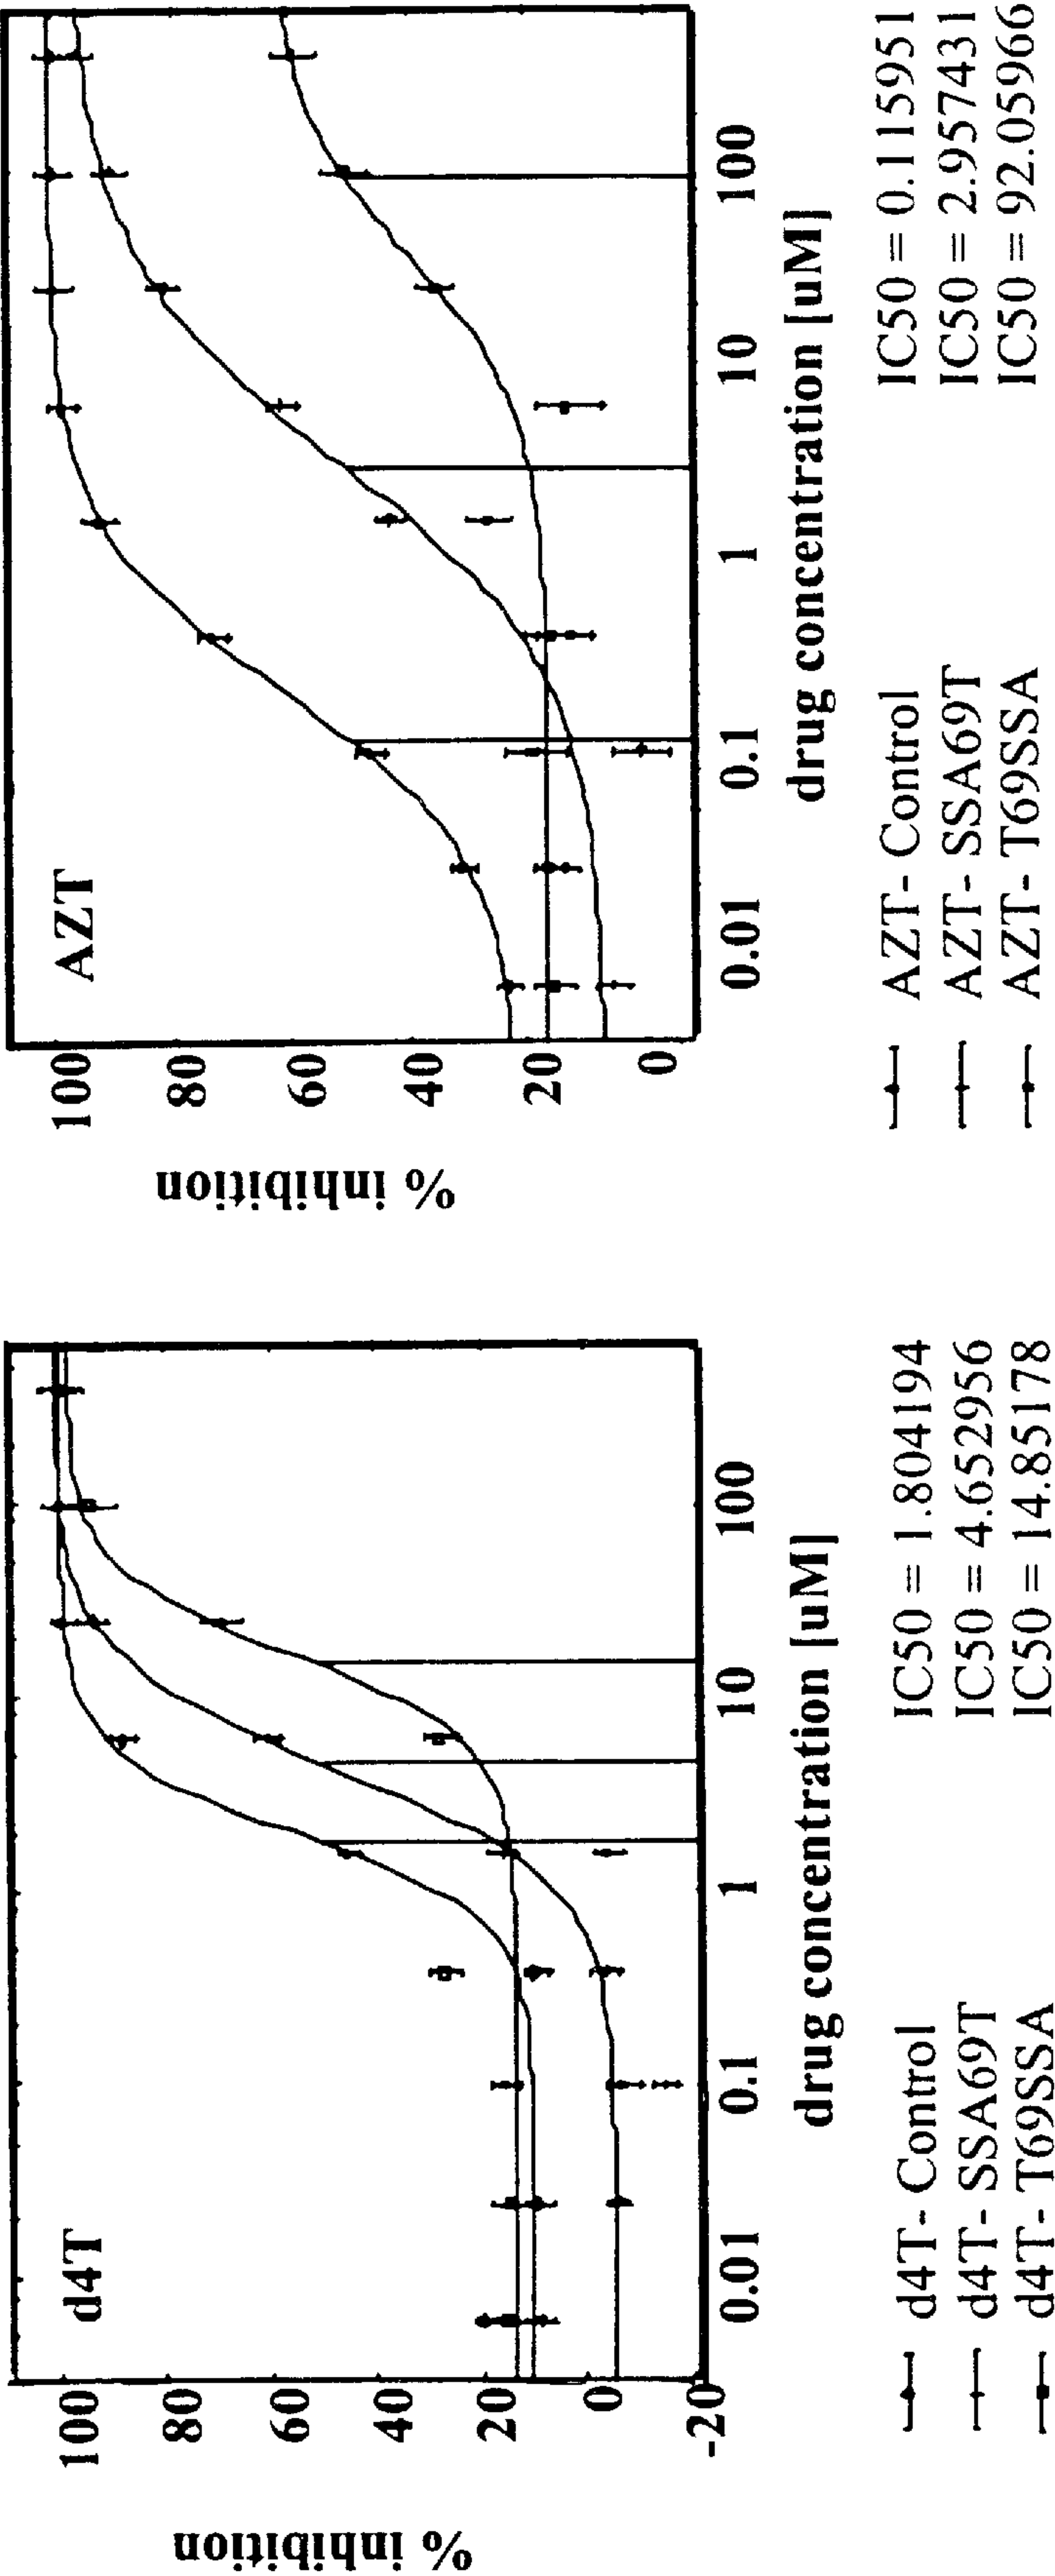 d4T
% inhibition
100
80
60
40
20
0
-20
0.01 0.1 1 10 100
drug concentration [uM]
d4T- Control IC50 = 1.804194
d4T- SSA69T IC50 = 4.652956
d4T- T69SSA IC50 = 14.85178
AZT
% inhibition
100
80
60
40
20
0
0.01 0.1 1 10 100
drug concentration [uM]
AZT- Control IC50 = 0.115951
AZT- SSA69T IC50 = 2.957431
AZT- T69SSA IC50 = 92.05966